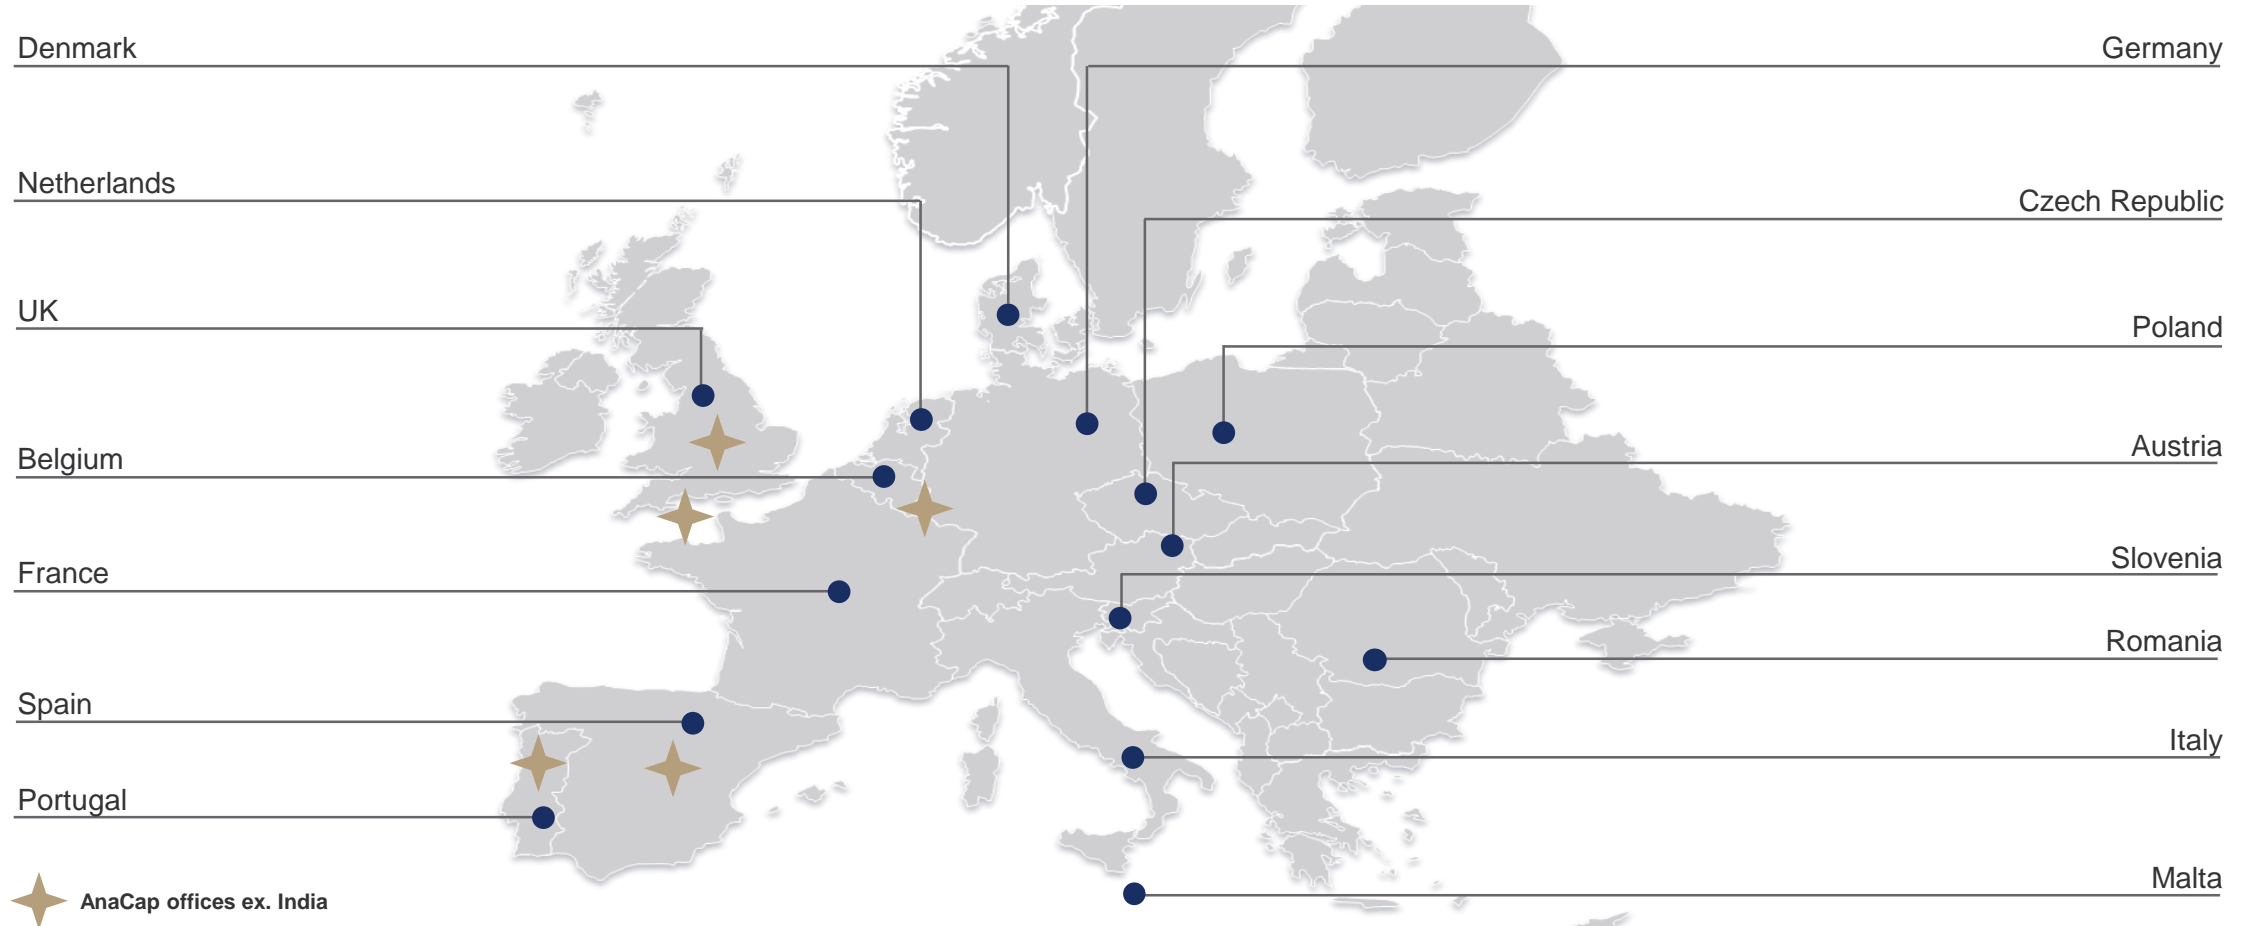 Denmark
Germany
Netherlands
Czech Republic
UK
Poland
Belgium
Austria
France
Slovenia
Romania
Spain
Italy
Portugal
Malta
AnaCap offices ex. India